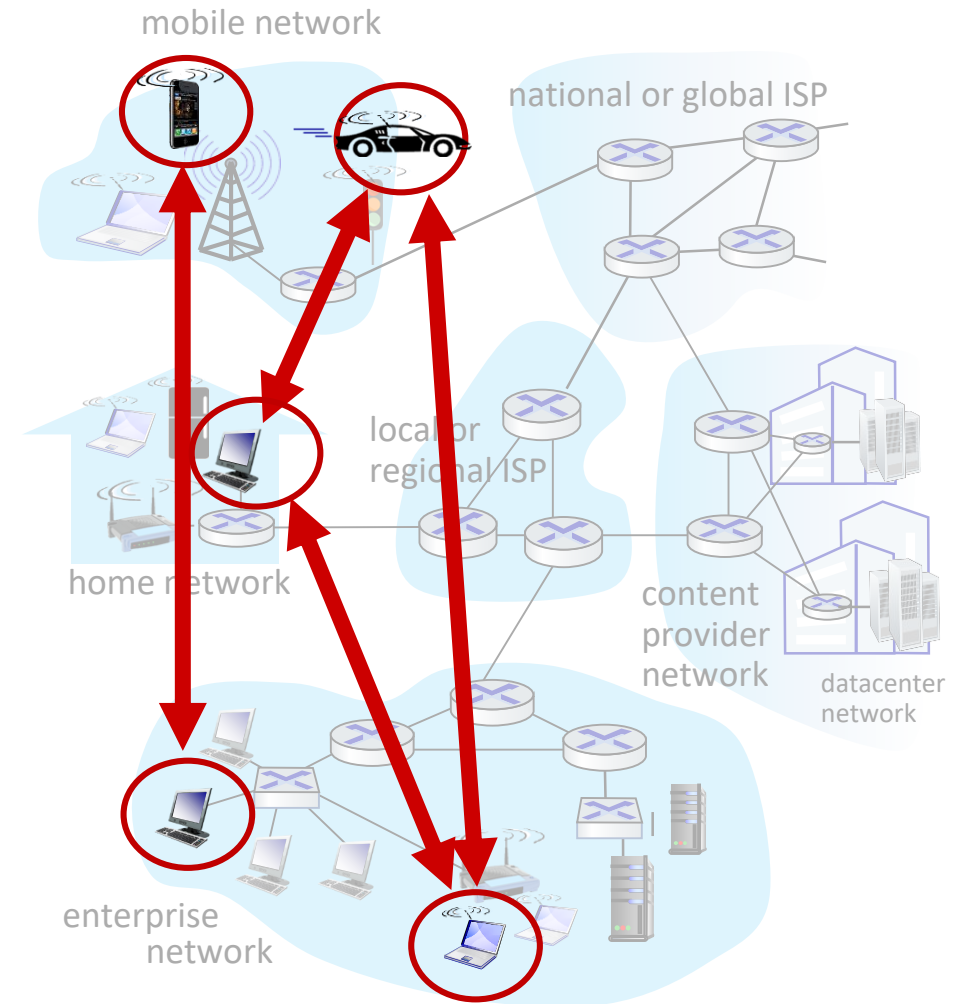 mobile network
national or global ISP
local or
regional ISP
home network
content
provider
network
datacenter
network
enterprise
network